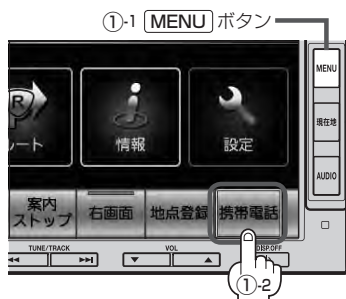 ①-1 MENU ボタン
MENU
R
ート
情報
設定
現在地
AUDIO
案内
ストップ
右画面
地点登録
携帯電話
TUNE/TRACK
VOL
DISP.OFF
①-2